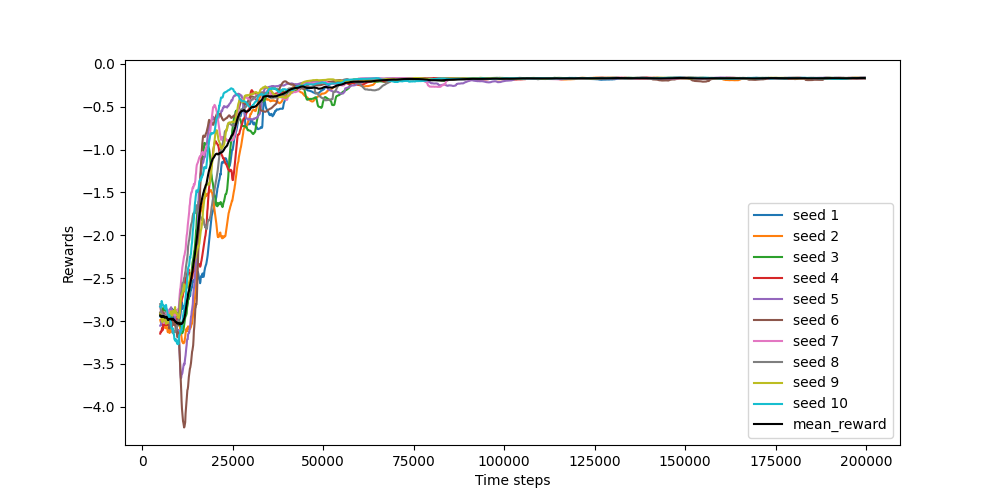 0.0
−0.5
−1.0
−1.5
−2.0
−2.5
−3.0
−3.5
−4.0
Rewards
0 25000 50000 75000 100000 125000 150000 175000 200000
Time steps
seed 1
seed 2
seed 3
seed 4
seed 5
seed 6
seed 7
seed 8
seed 9
seed 10
mean_reward